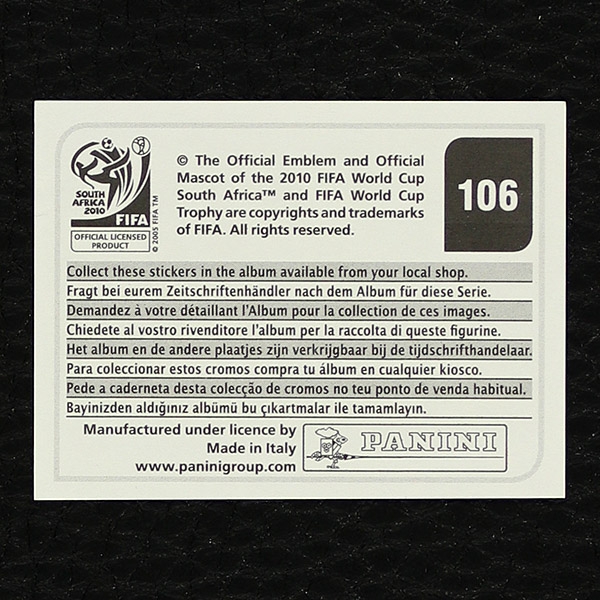 SOUTH
AFRICA
2010
FIFA
OFFICIAL LICENSED
PRODUCT
© 2005 FIFA TM
© The Official Emblem and Official
Mascot of the 2010 FIFA World Cup
South Africa™ and FIFA World Cup
Trophy are copyrights and trademarks
of FIFA. All rights reserved.
106
Collect these stickers in the album available from your local shop.
Fragt bei eurem Zeitschriftenhändler nach dem Album für diese Serie.
Demandez à votre détaillant l'Album pour la collection de ces images.
Chiedete al vostro rivenditore l'album per la raccolta di queste figurine.
Het album en de andere plaatjes zijn verkrijgbaar bij de tijdschrifthandelaar.
Para coleccionar estos cromos compra tu álbum en cualquier kiosco.
Pede a caderneta desta colecção de cromos no teu ponto de venda habitual.
Bayinizden aldığınız albümü bu çıkartmalar ile tamamlayın.
Manufactured under licence by
Made in Italy
www.paninigroup.com
PANINI